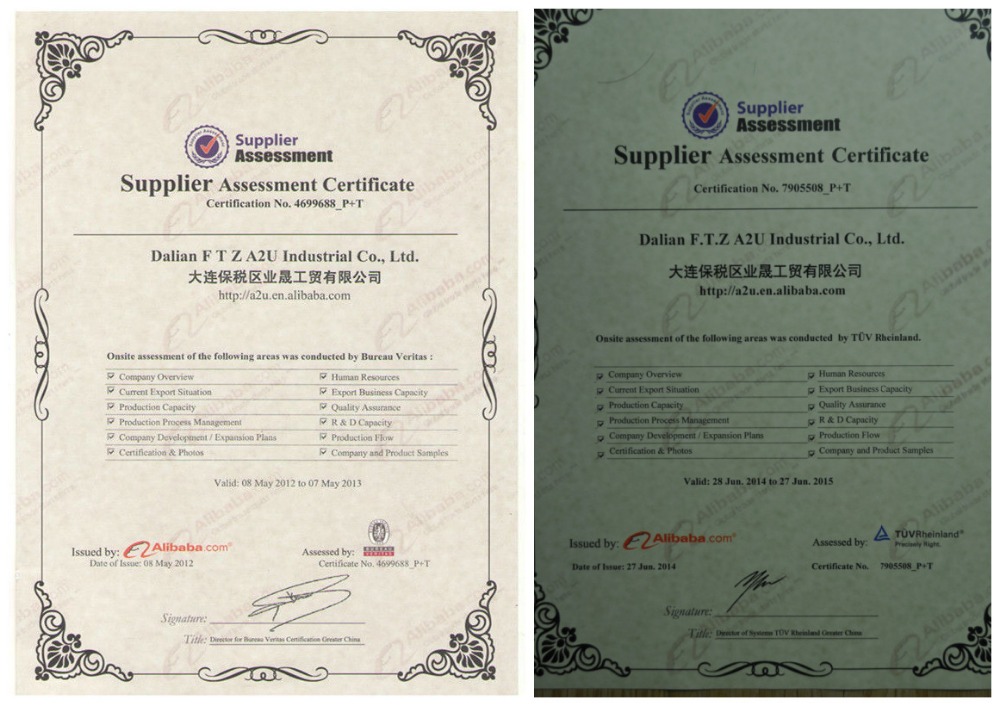 Supplier
Assessment
Supplier Assessment Certificate
Certification No. 4699688_P+T
Dalian F T Z A2U Industrial Co., Ltd.
大连保税区业晟工贸有限公司
http://a2u.en.alibaba.com
Onsite assessment of the following areas was conducted by Bureau Veritas :
Company Overview
Human Resources
Current Export Situation
Export Business Capacity
Production Capacity
Quality Assurance
Production Process Management
R & D Capacity
Company Development / Expansion Plans
Production Flow
Certification & Photos
Company and Product Samples
Valid: 08 May 2012 to 07 May 2013
Issued by: Alibaba.com®
Assessed by: BUREAU VERITAS
Date of Issue: 08 May 2012
Certificate No. 4699688_P+T
Signature:
Title: Director for Bureau Veritas Certification Greater China
Supplier
Assessment
Supplier Assessment Certificate
Certification No. 7905508_P+T
Dalian F.T.Z A2U Industrial Co., Ltd.
大连保税区业晟工贸有限公司
http://a2u.en.alibaba.com
Onsite assessment of the following areas was conducted by TÜV Rheinland.
Company Overview
Human Resources
Current Export Situation
Export Business Capacity
Production Capacity
Quality Assurance
Production Process Management
R & D Capacity
Company Development / Expansion Plans
Production Flow
Certification & Photos
Company and Product Samples
Valid: 28 Jun. 2014 to 27 Jun. 2015
Issued by: Alibaba.com®
Assessed by: TÜVRheinland®
Precisely Right.
Date of Issue: 27 Jun. 2014
Certificate No. 7905508_P+T
Signature:
Title: Director of Systems TÜV Rheinland Greater China